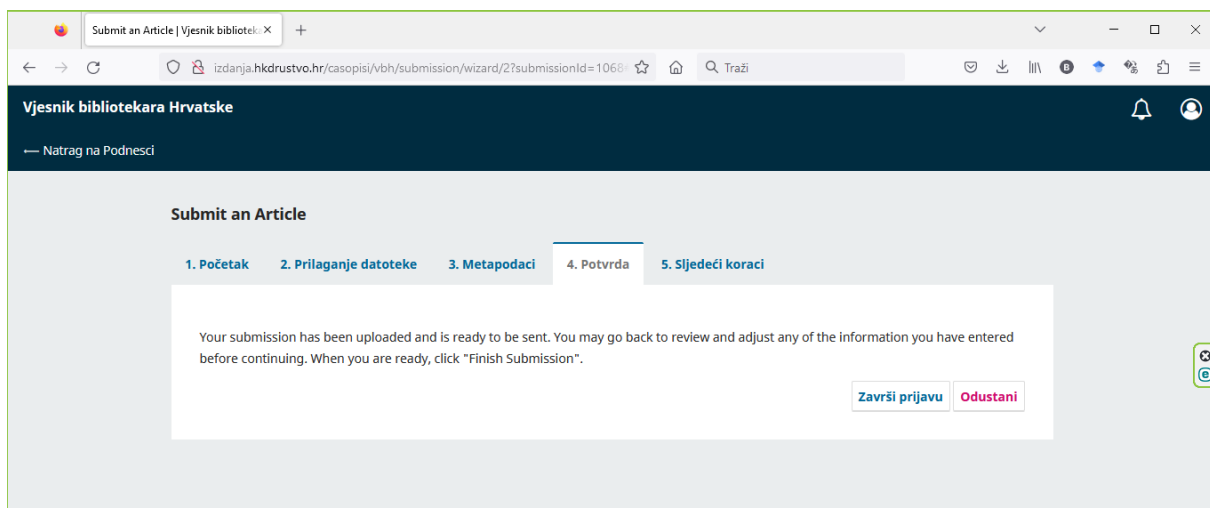 Submit an Article | Vjesnik bibliotek
izdanja.hkdrustvo.hr/casopisi/vbh/submission/wizard/2?submissionId=1068
Traži
Vjesnik bibliotekara Hrvatske
← Natrag na Podnesci
Submit an Article
1. Početak 2. Prilaganje datoteke 3. Metapodaci 4. Potvrda 5. Sljedeći koraci
Your submission has been uploaded and is ready to be sent. You may go back to review and adjust any of the information you have entered
before continuing. When you are ready, click "Finish Submission".
Završi prijavu Odustani